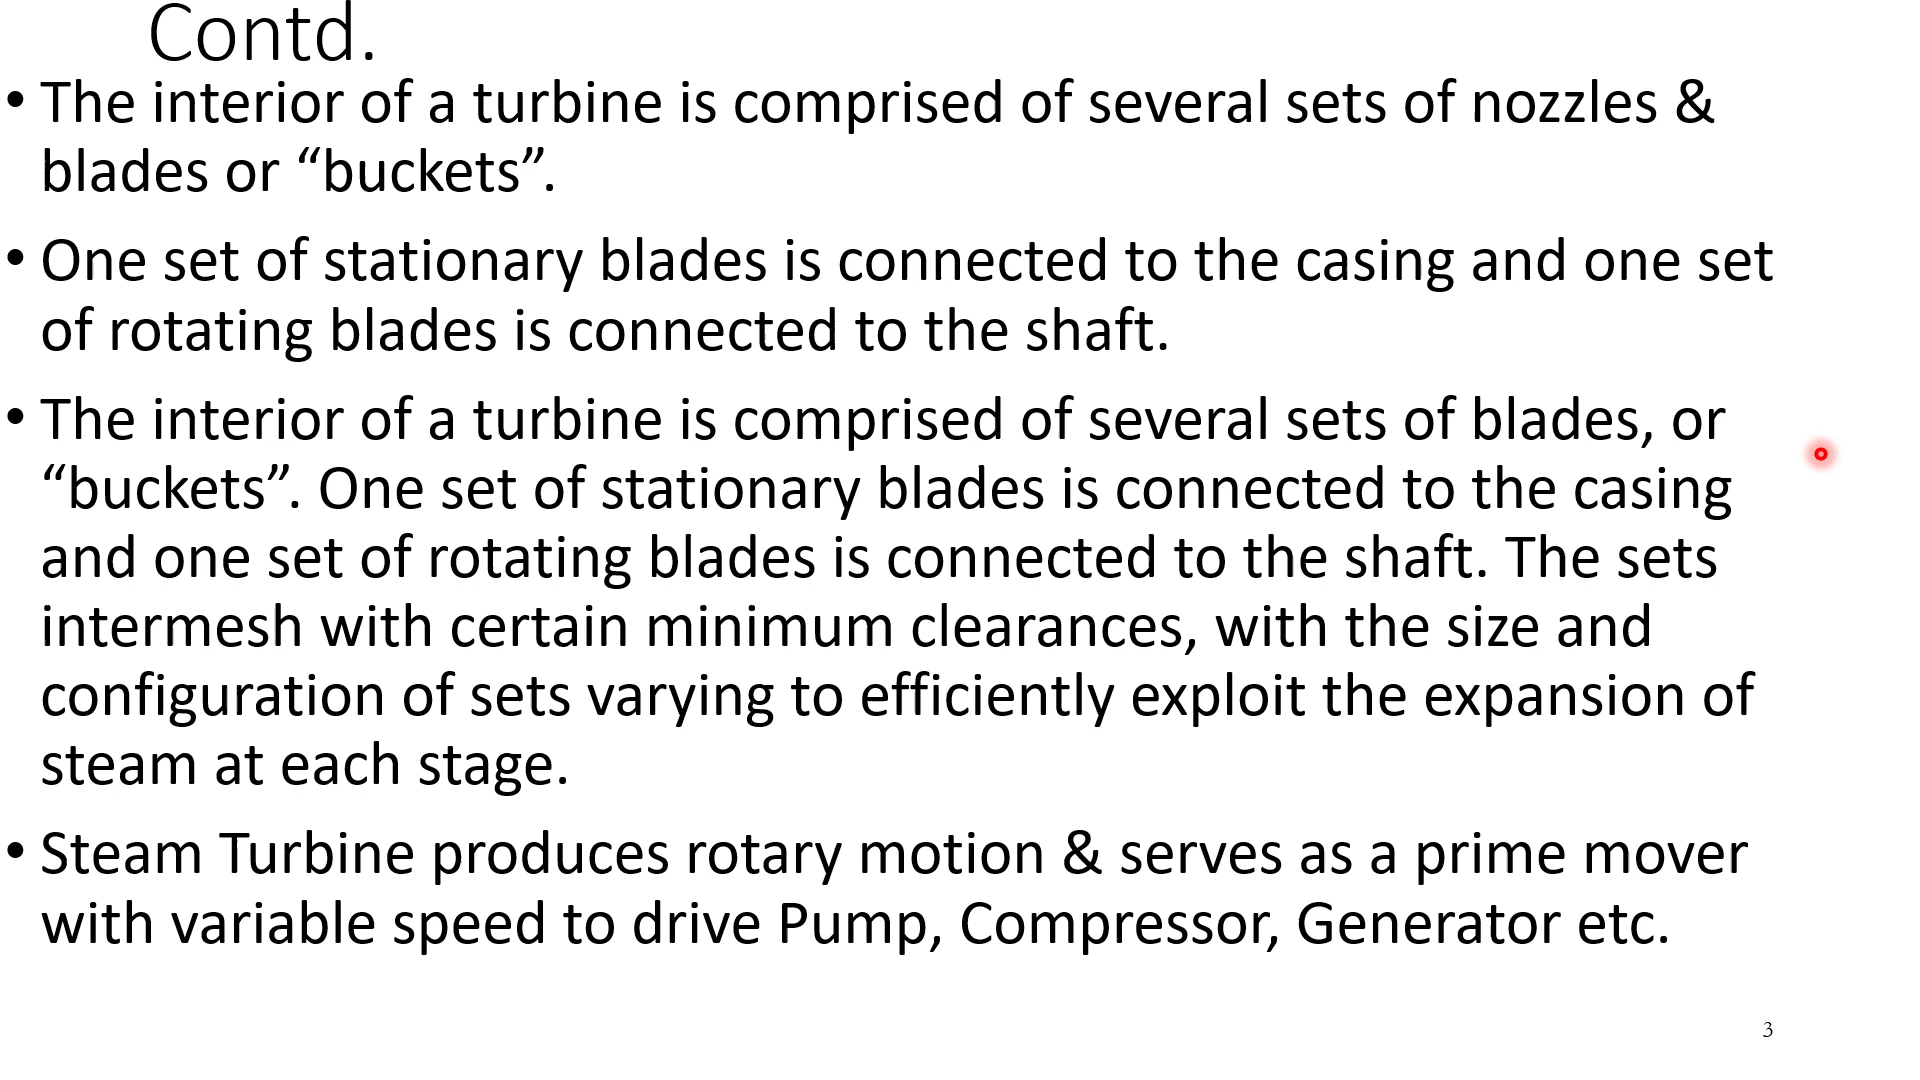 Contd.
• The interior of a turbine is comprised of several sets of nozzles &
blades or “buckets”.
• One set of stationary blades is connected to the casing and one set
of rotating blades is connected to the shaft.
• The interior of a turbine is comprised of several sets of blades, or
“buckets”. One set of stationary blades is connected to the casing
and one set of rotating blades is connected to the shaft. The sets
intermesh with certain minimum clearances, with the size and
configuration of sets varying to efficiently exploit the expansion of
steam at each stage.
• Steam Turbine produces rotary motion & serves as a prime mover
with variable speed to drive Pump, Compressor, Generator etc.
3